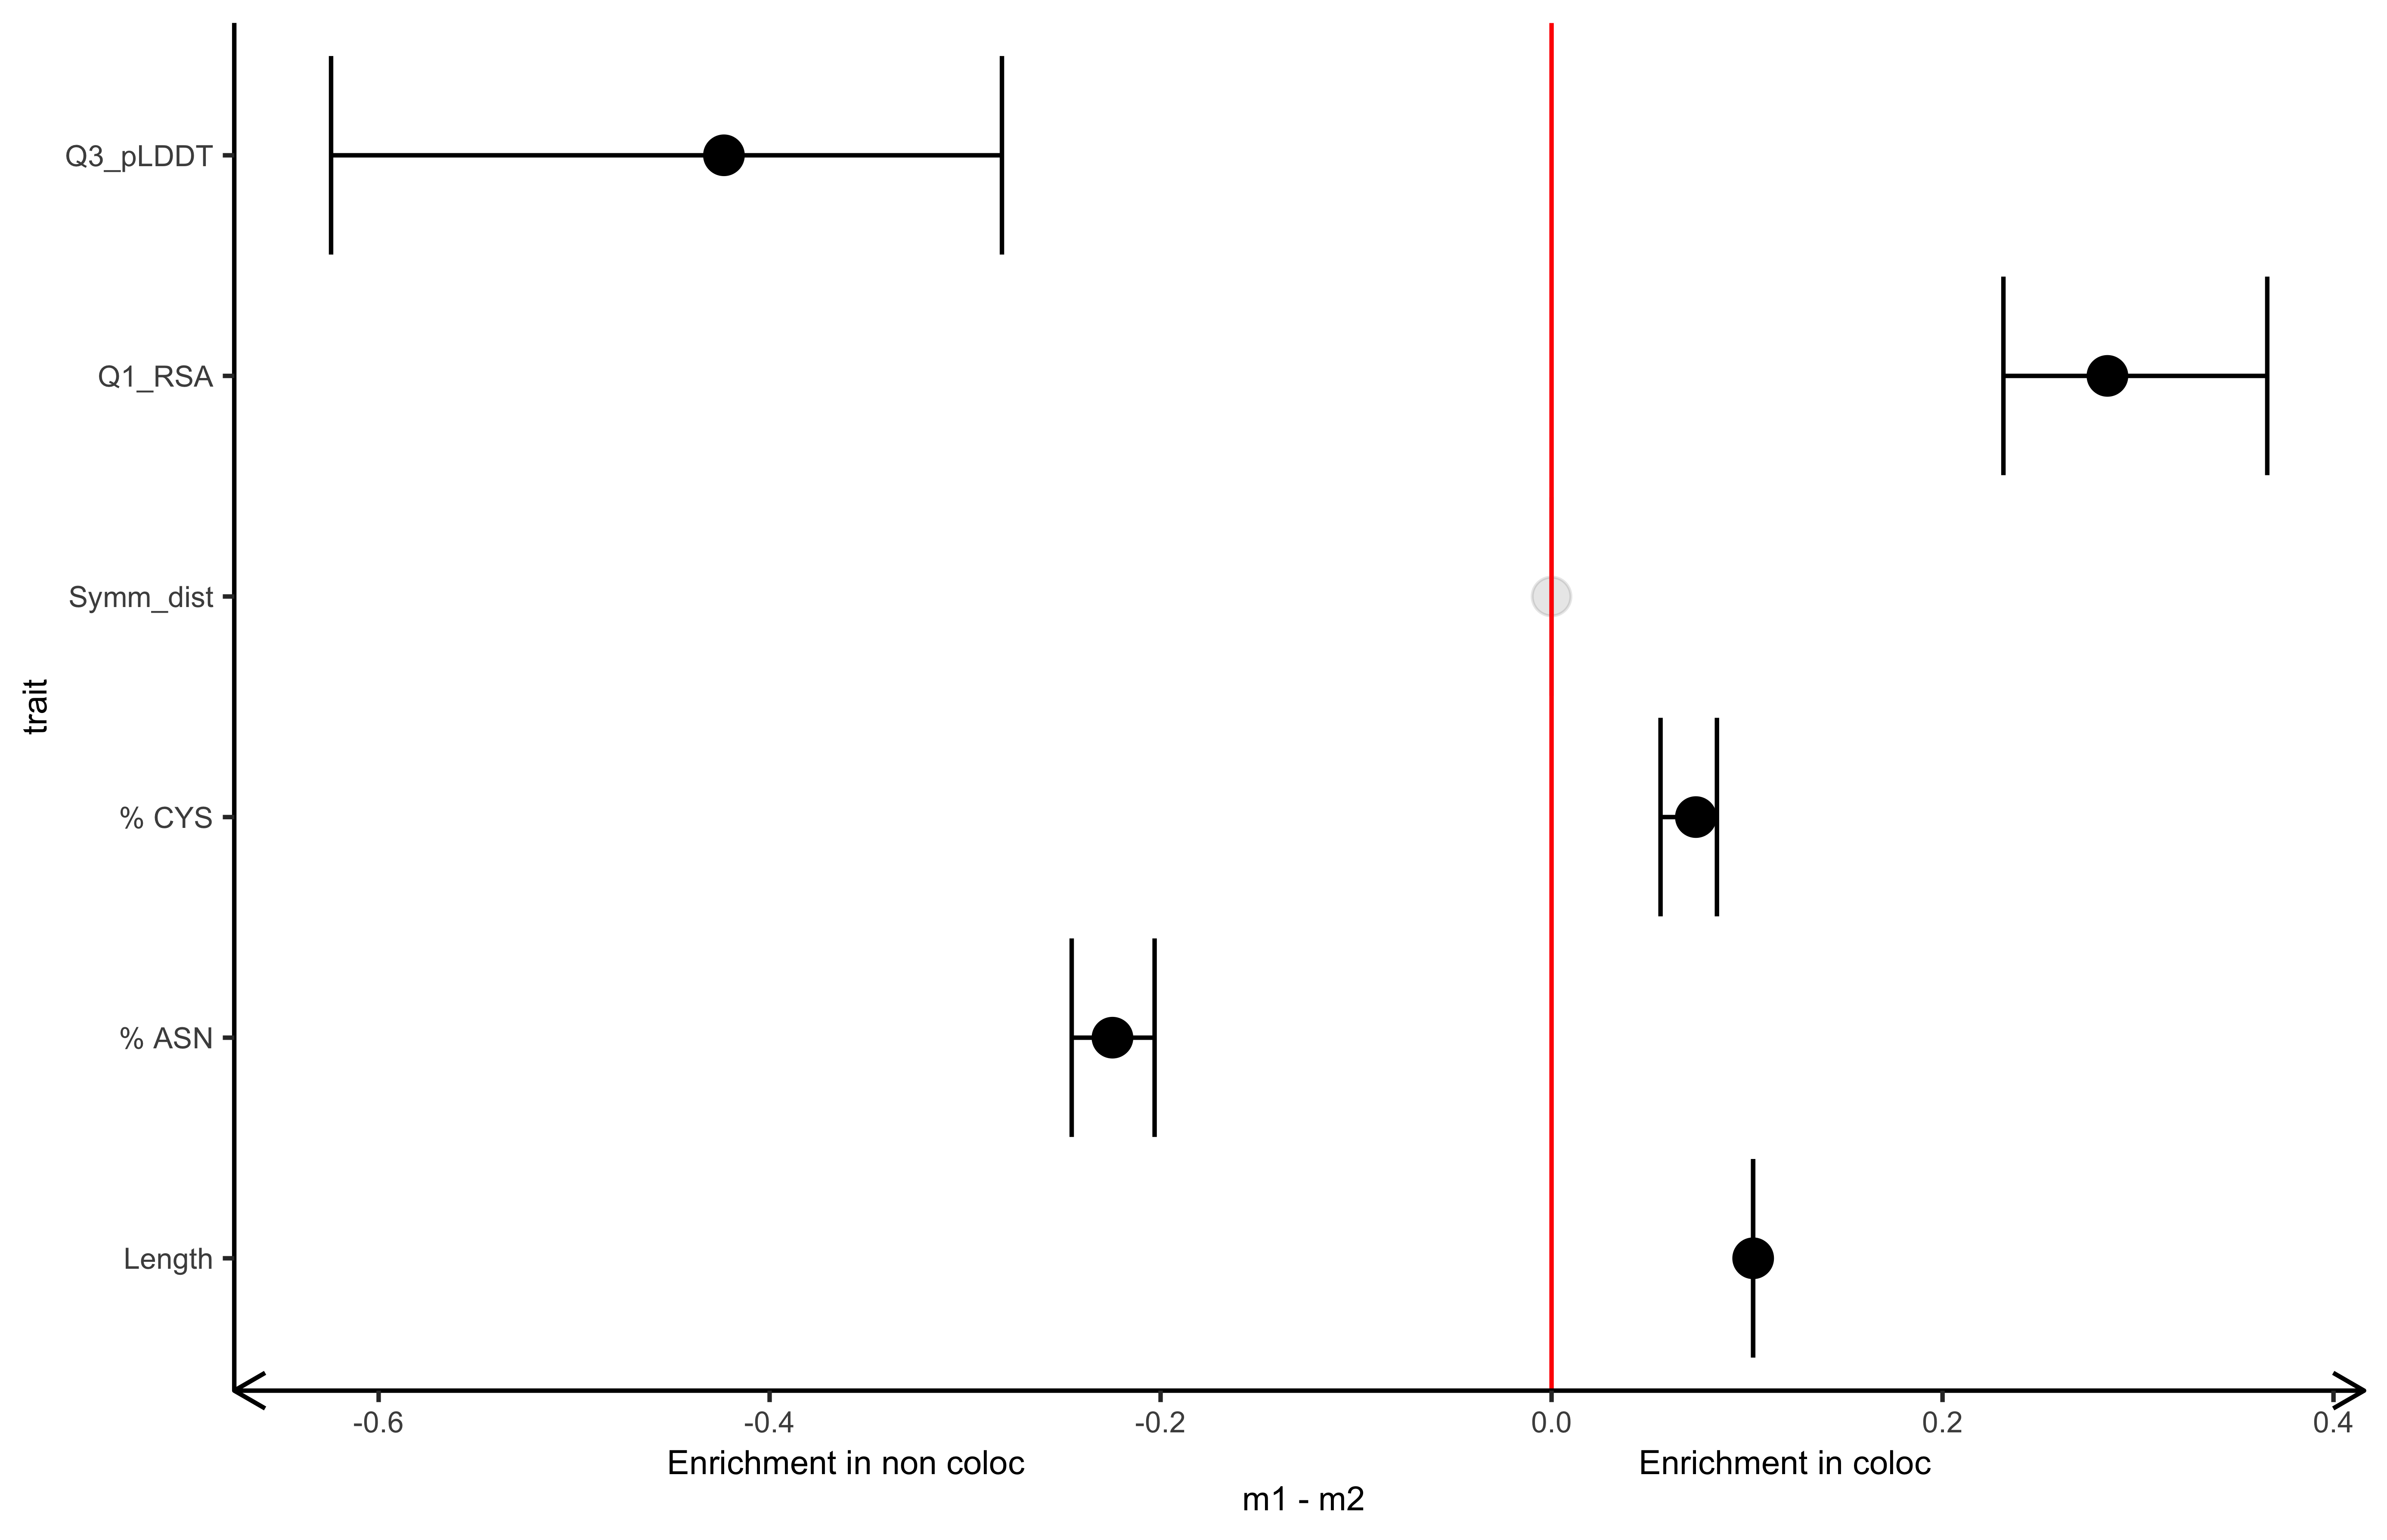 Q3_pLDDT
Q1_RSA
Symm_dist
% CYS
% ASN
Length
trait
-0.6
-0.4
-0.2
0.0
0.2
0.4
Enrichment in non coloc
Enrichment in coloc
m1 - m2